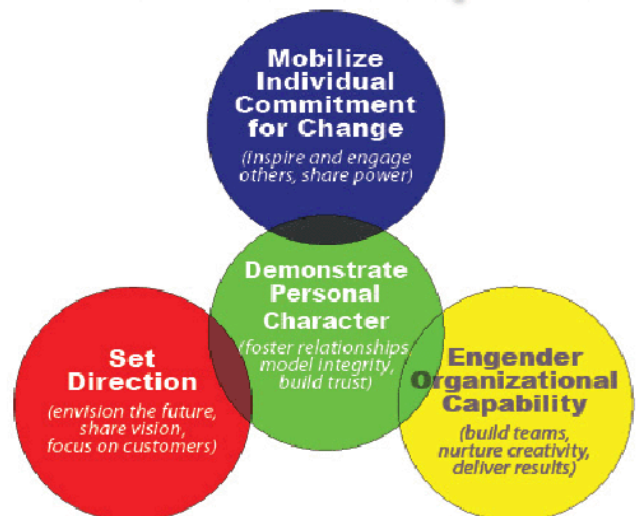 Mobilize
Individual
Commitment
for Change
(inspire and engage
others, share power)
Demonstrate
Personal
Character
(foster relationships
model integrity,
build trust)
Set
Direction
(envision the future,
share vision,
focus on customers)
Engender
Organizational
Capability
(build teams,
nurture creativity,
deliver results)